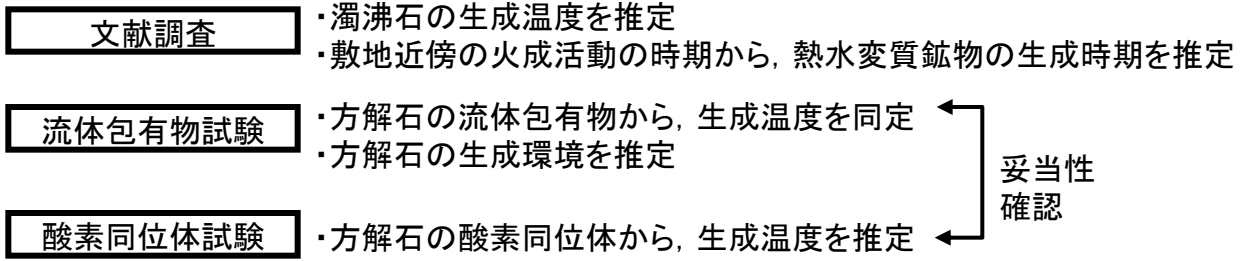 文献調査
・濁沸石の生成温度を推定
・敷地近傍の火成活動の時期から，熱水変質鉱物の生成時期を推定
流体包有物試験
・方解石の流体包有物から，生成温度を同定
・方解石の生成環境を推定
妥当性
確認
酸素同位体試験
・方解石の酸素同位体から，生成温度を推定